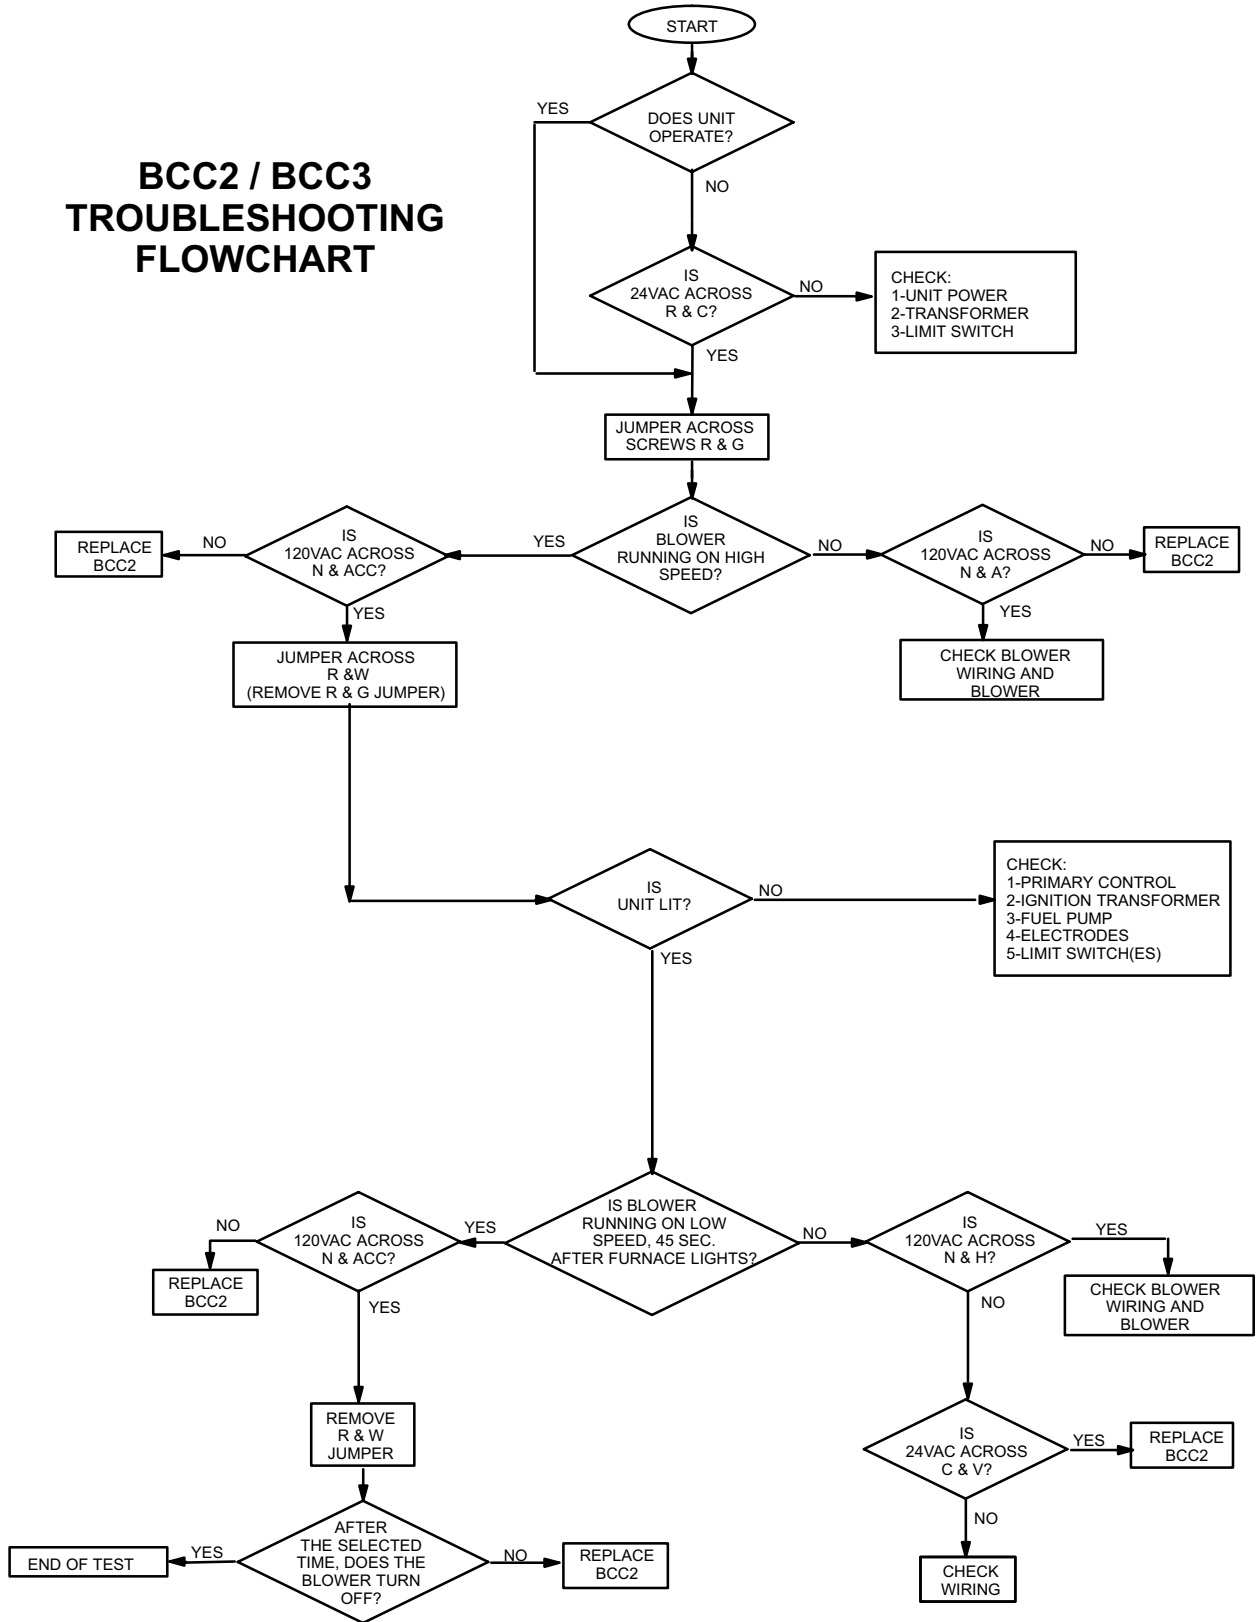 START
YES
DOES UNIT
OPERATE?
BCC2 / BCC3
TROUBLESHOOTING
FLOWCHART
NO
IS
24VAC ACROSS
R & C?
NO
CHECK:
1-UNIT POWER
2-TRANSFORMER
3-LIMIT SWITCH
YES
JUMPER ACROSS
SCREWS R & G
REPLACE
BCC2
NO
IS
120VAC ACROSS
N & ACC?
YES
IS
BLOWER
RUNNING ON HIGH
SPEED?
NO
IS
120VAC ACROSS
N & A?
NO
REPLACE
BCC2
YES
YES
JUMPER ACROSS
R &W
(REMOVE R & G JUMPER)
CHECK BLOWER
WIRING AND
BLOWER
IS
UNIT LIT?
NO
CHECK:
1-PRIMARY CONTROL
2-IGNITION TRANSFORMER
3-FUEL PUMP
4-ELECTRODES
5-LIMIT SWITCH(ES)
YES
NO
IS
120VAC ACROSS
N & ACC?
YES
IS BLOWER
RUNNING ON LOW
SPEED, 45 SEC.
AFTER FURNACE LIGHTS?
NO
IS
120VAC ACROSS
N & H?
YES
REPLACE
BCC2
YES
NO
CHECK BLOWER
WIRING AND
BLOWER
REMOVE
R & W
JUMPER
IS
24VAC ACROSS
C & V?
YES
REPLACE
BCC2
NO
END OF TEST
YES
AFTER
THE SELECTED
TIME, DOES THE
BLOWER TURN
OFF?
NO
REPLACE
BCC2
CHECK
WIRING